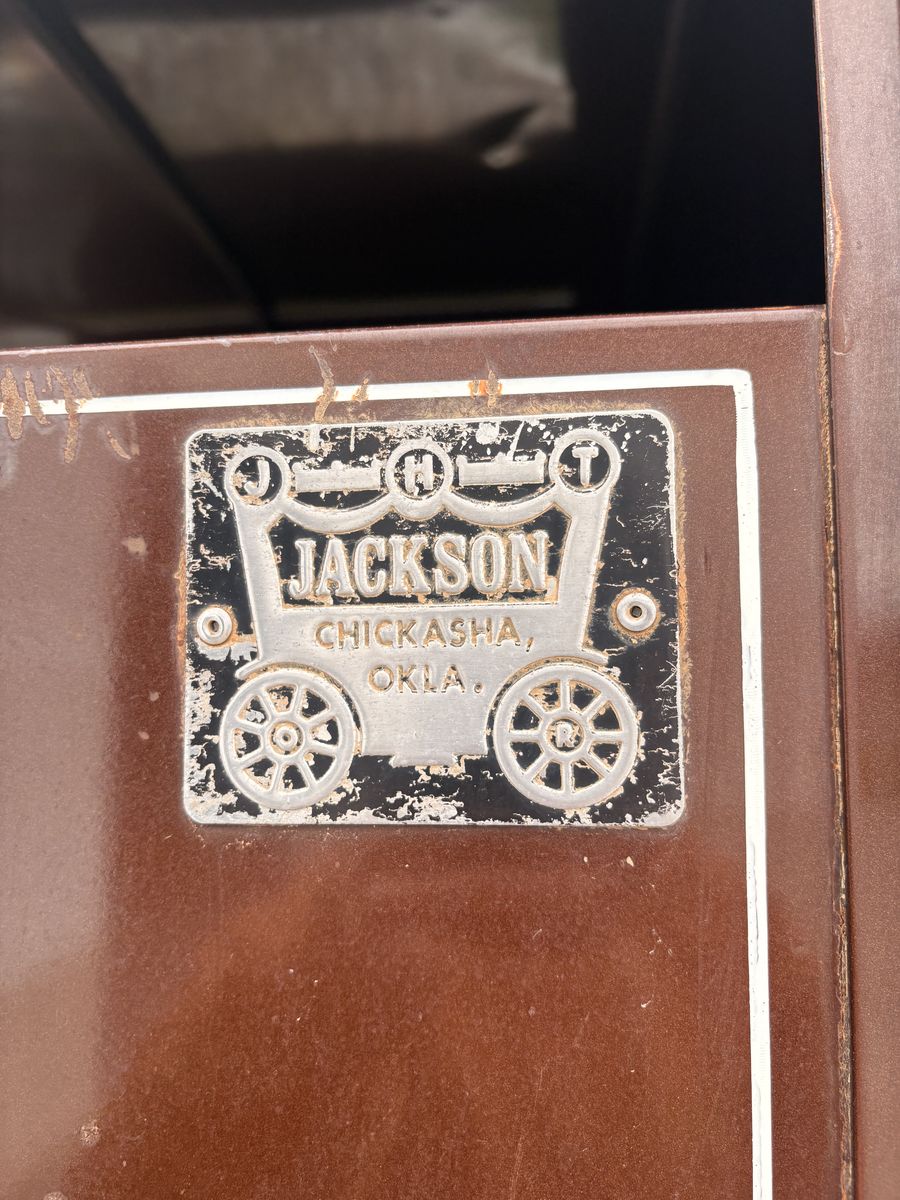 J H T
JACKSON
CHICKASHA,
OKLA.
O R